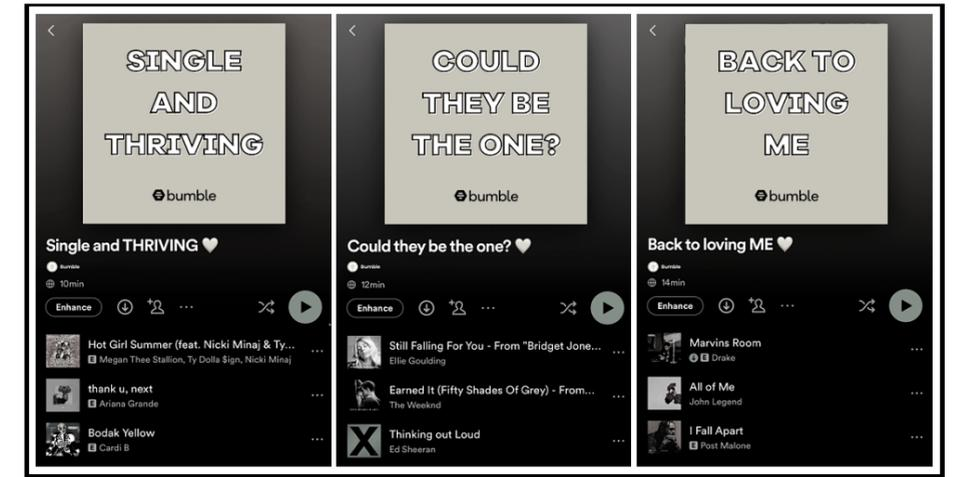 SINGLE
AND
THRIVING
bumble
Single and THRIVING 🤍
Bumble
10min
Enhance
Hot Girl Summer (feat. Nicki Minaj & Ty...
E Megan Thee Stallion, Ty Dolla $ign, Nicki Minaj
thank u, next
E Ariana Grande
Bodak Yellow
E Cardi B
COULD
THEY BE
THE ONE?
bumble
Could they be the one? 🤍
Bumble
12min
Enhance
Still Falling For You - From "Bridget Jone...
Ellie Goulding
Earned It (Fifty Shades Of Grey) - From...
The Weeknd
Thinking out Loud
Ed Sheeran
BACK TO
LOVING
ME
bumble
Back to loving ME 🤍
Bumble
14min
Enhance
Marvins Room
E Drake
All of Me
John Legend
I Fall Apart
E Post Malone